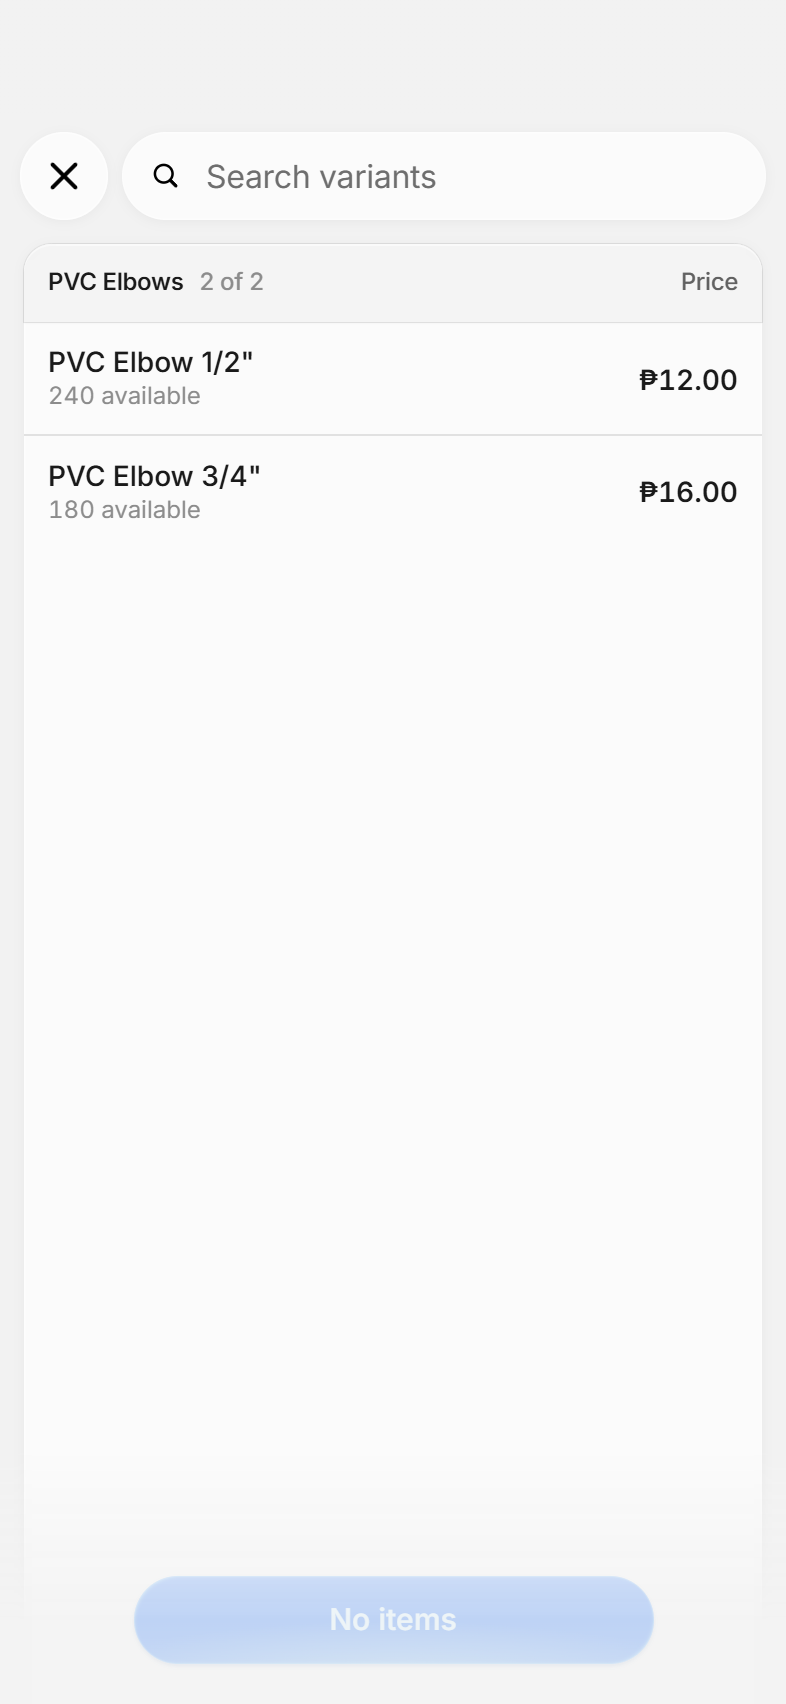 Search variants
PVC Elbows 2 of 2 Price
PVC Elbow 1/2"
240 available
₱12.00
PVC Elbow 3/4"
180 available
₱16.00
No items